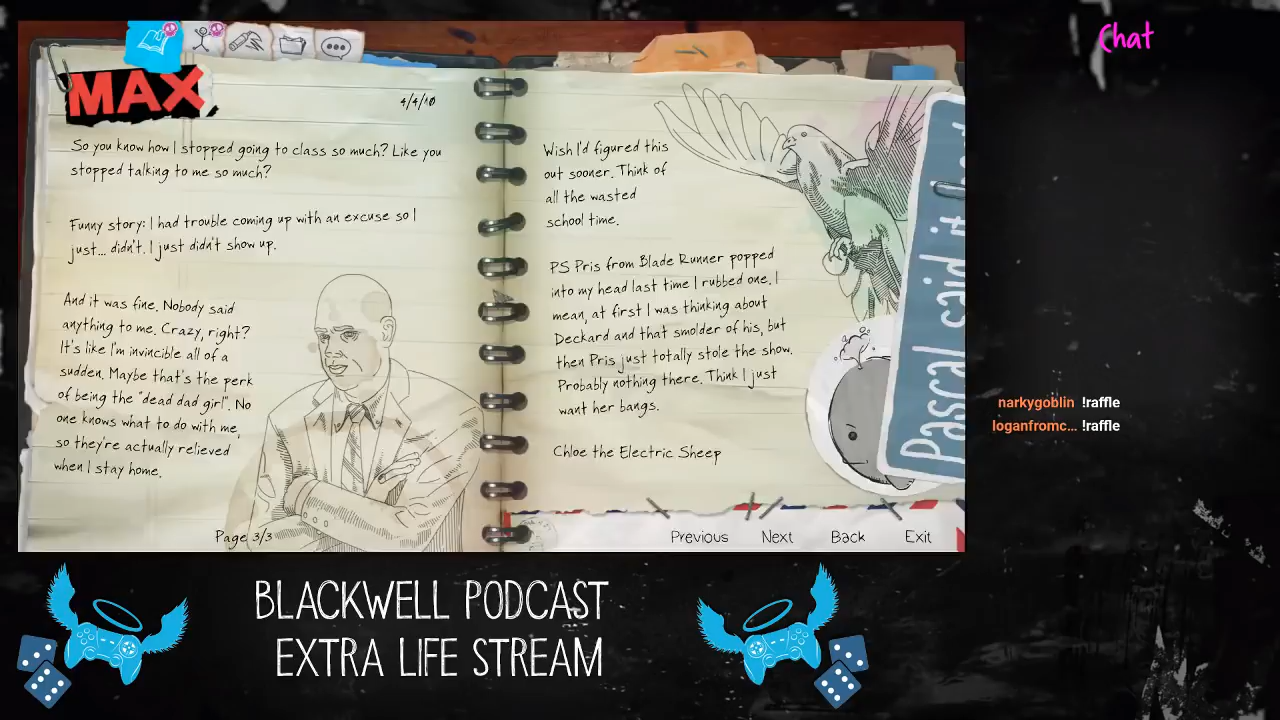 Chat
MAX
4/4/10
So you know how I stopped going to class so much? Like you
stopped talking to me so much?
Funny story: I had trouble coming up with an excuse so I
just... didn't. I just didn't show up.
And it was fine. Nobody said
anything to me. Crazy, right?
It's like I'm invincible all of a
sudden. Maybe that's the perk
of being the "dead dad girl". No
one knows what to do with me,
so they're actually relieved
when I stay home.
Page 3/3
Wish I'd figured this
out sooner. Think of
all the wasted
school time.
PS Pris from Blade Runner popped
into my head last time I rubbed one. I
mean, at first I was thinking about
Deckard and that smolder of his, but
then Pris just totally stole the show.
Probably nothing there. Think I just
want her bangs.
Chloe the Electric Sheep
Pascal said it
Previous Next Back Exit
narkygoblin !raffle
loganfromc... !raffle
BLACKWELL PODCAST
EXTRA LIFE STREAM